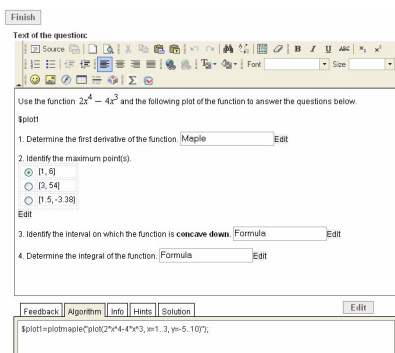 Finish
Text of the question:
Source
B I U ABC x₂ x²
Font Size
Use the function 2x⁴ − 4x³ and the following plot of the function to answer the questions below.
$plot1
1. Determine the first derivative of the function. Maple Edit
2. Identify the maximum point(s).
[1, 6]
[3, 54]
[1.5, -3.38]
Edit
3. Identify the interval on which the function is concave down. Formula Edit
4. Determine the integral of the function. Formula Edit
Feedback Algorithm Info Hints Solution Edit
$plot1=plotmaple("plot(2*x^4-4*x^3, x=1..3, y=-5..10)");